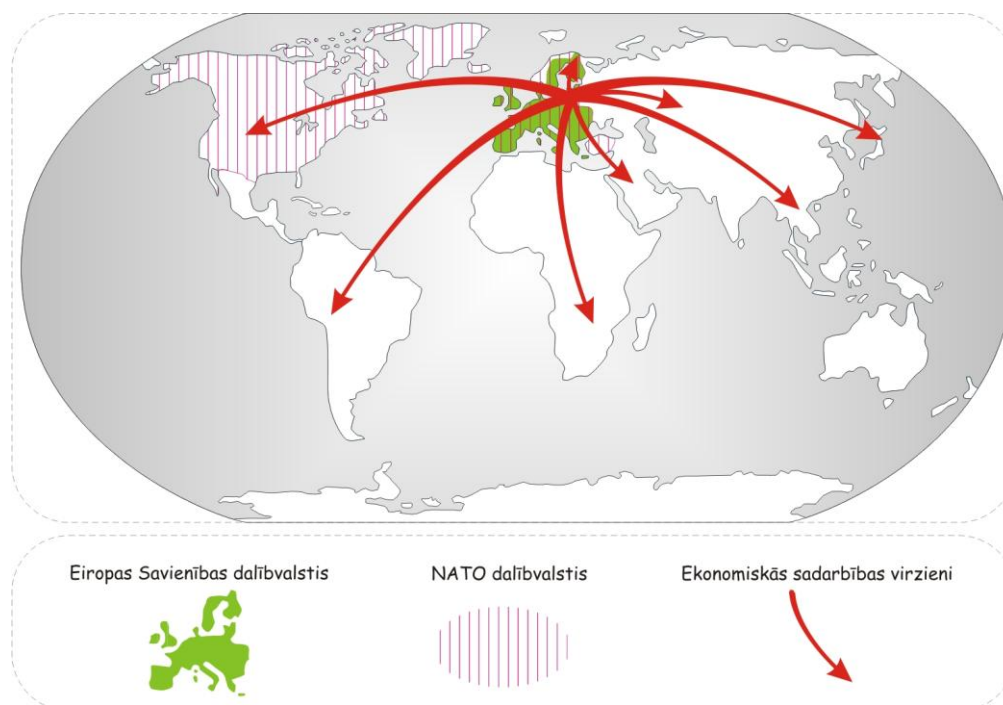 Eiropas Savienības dalībvalstis
NATO dalībvalstis
Ekonomiskās sadarbības virzieni